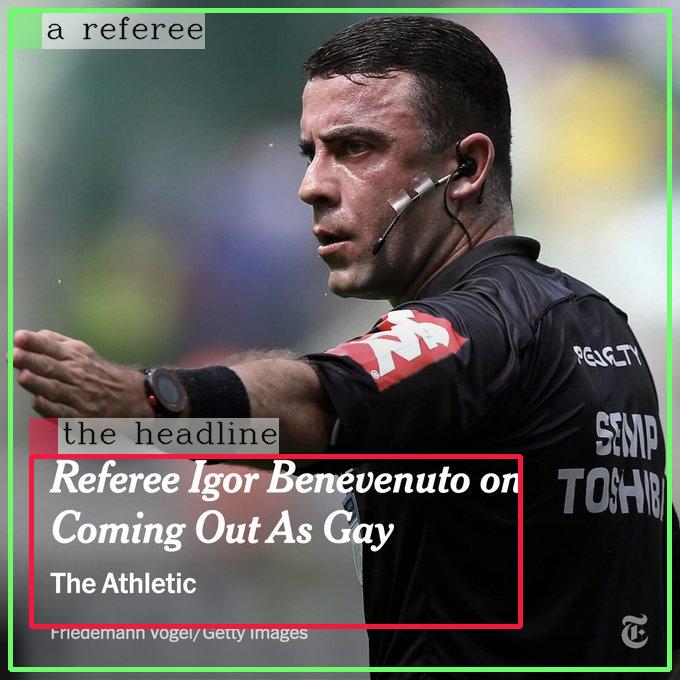 a referee
PENALTY
SEMP
TOSHIBA
the headline
Referee Igor Benevenuto on
Coming Out As Gay
The Athletic
Friedemann Vogel/Getty Images